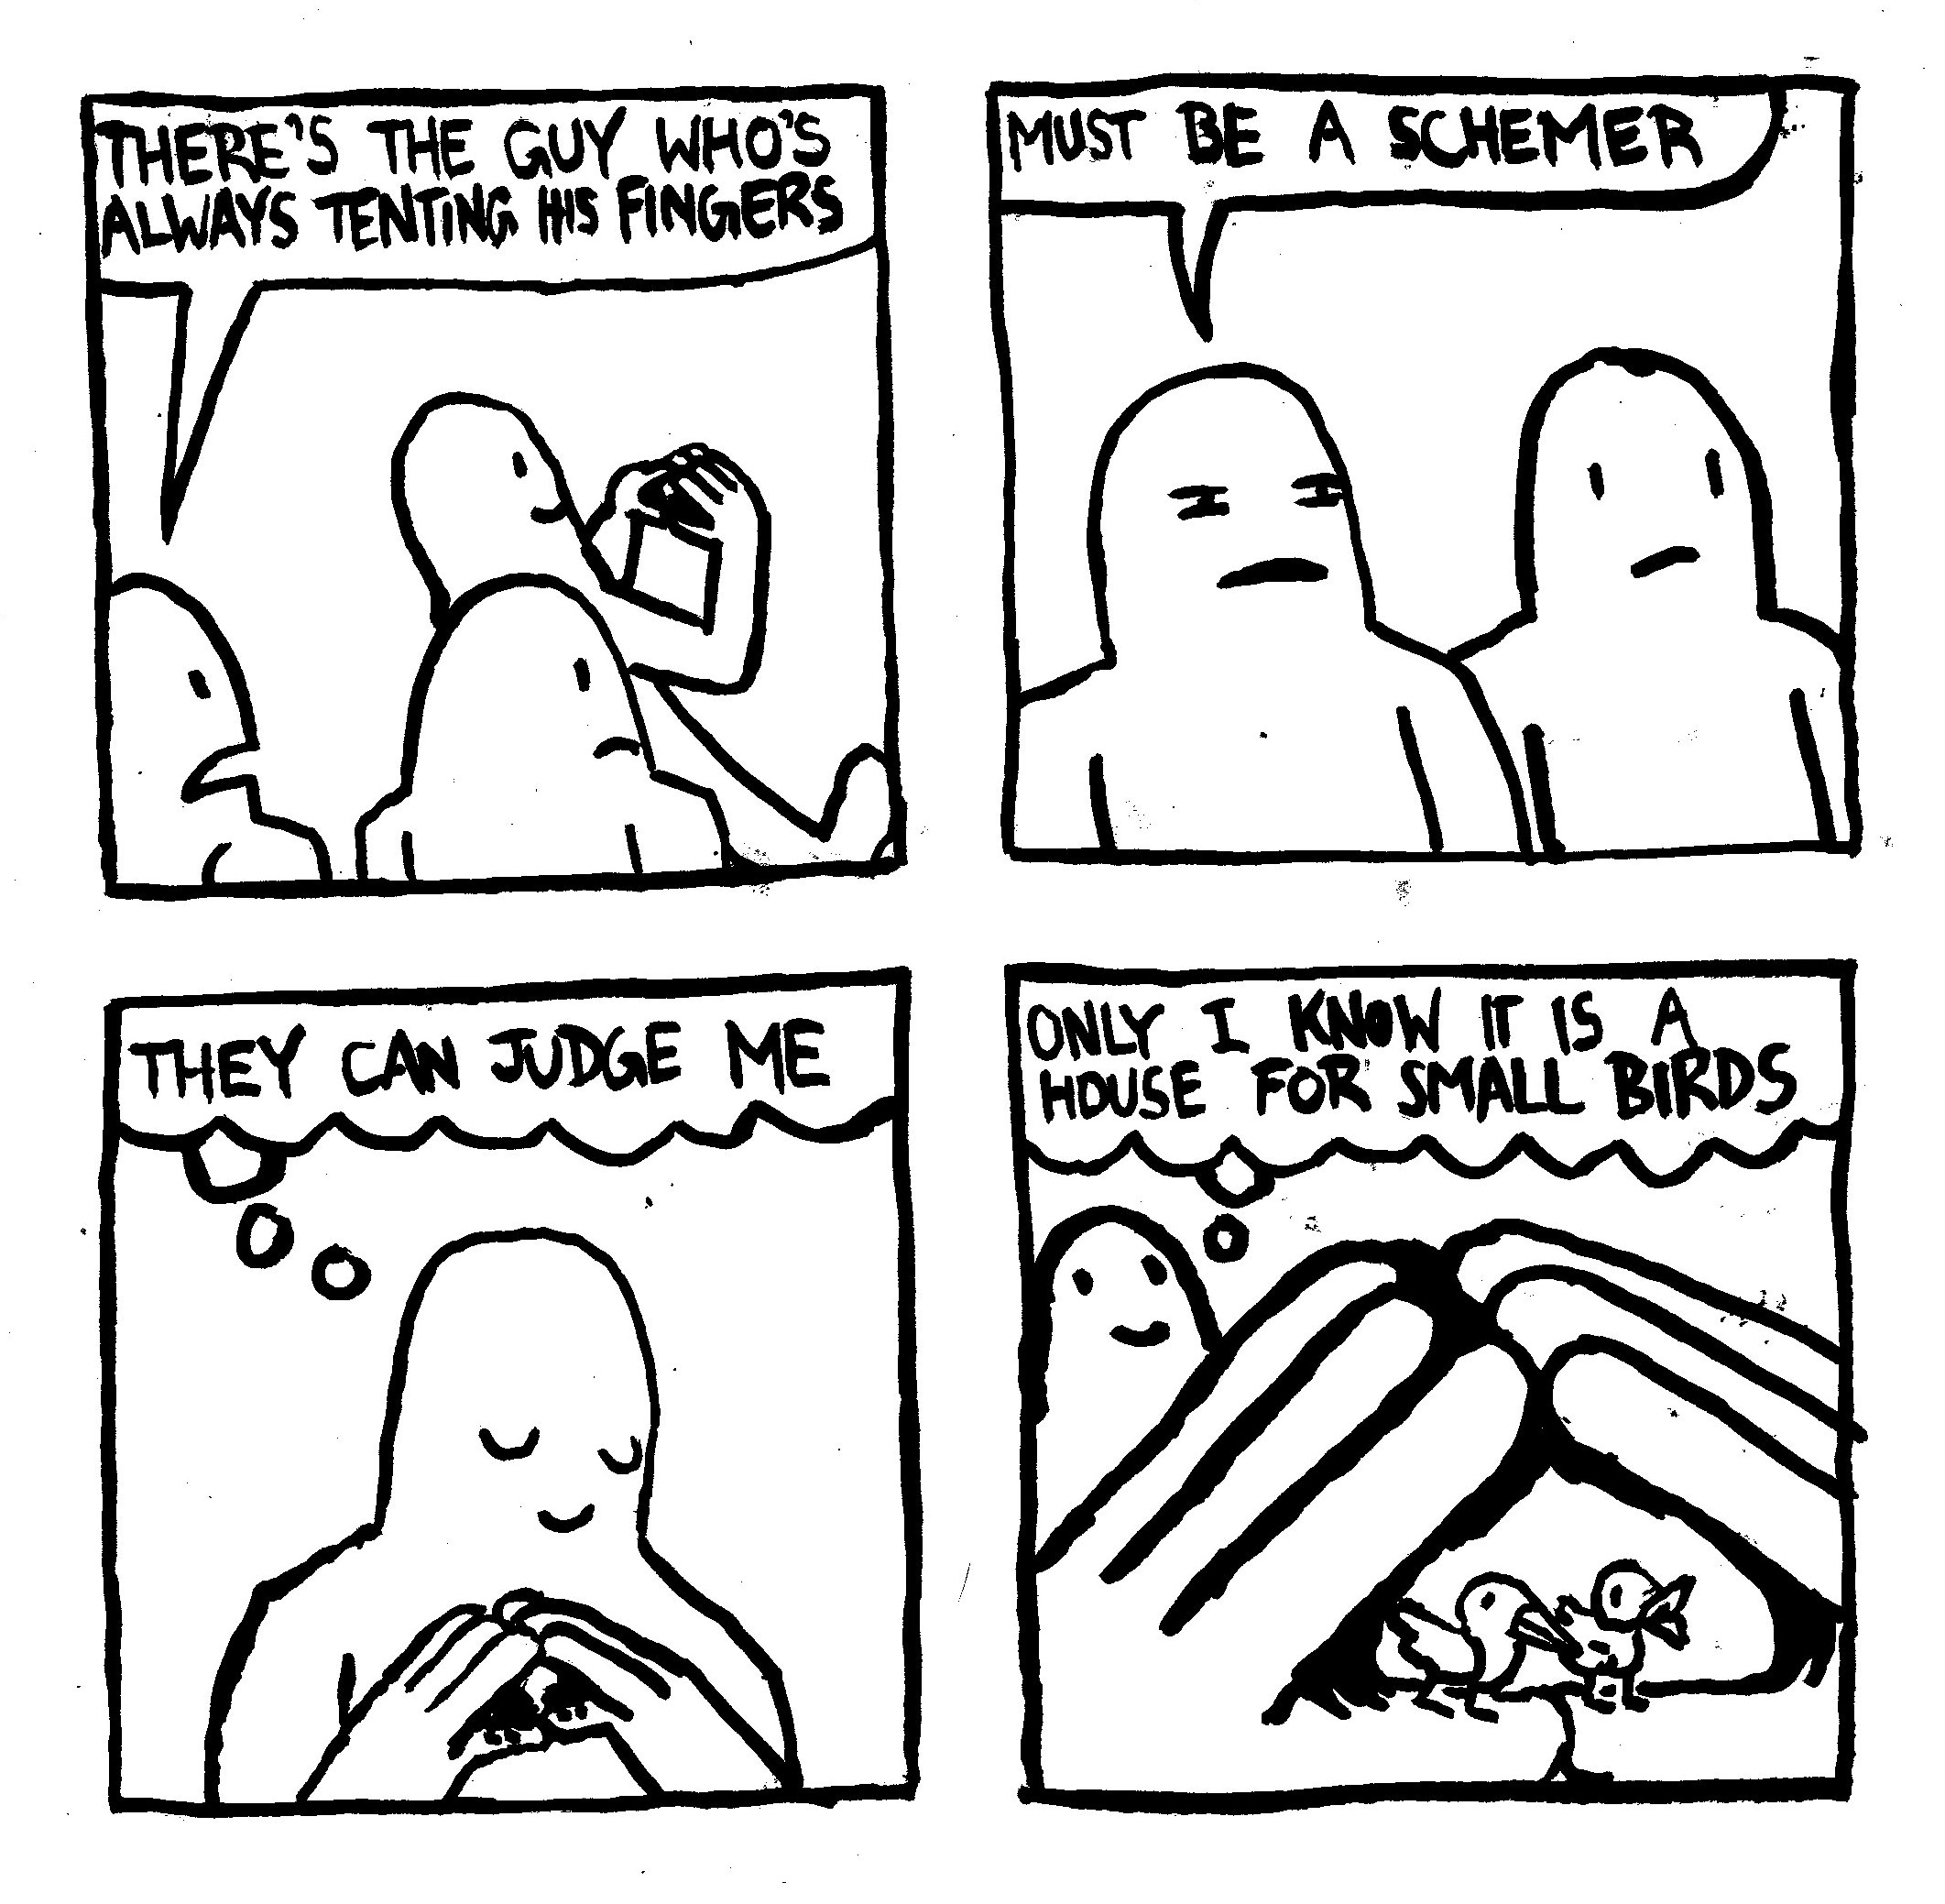 THERE'S THE GUY WHO'S
ALWAYS TENTING HIS FINGERS
MUST BE A SCHEMER
THEY CAN JUDGE ME
ONLY I KNOW IT IS A
HOUSE FOR SMALL BIRDS